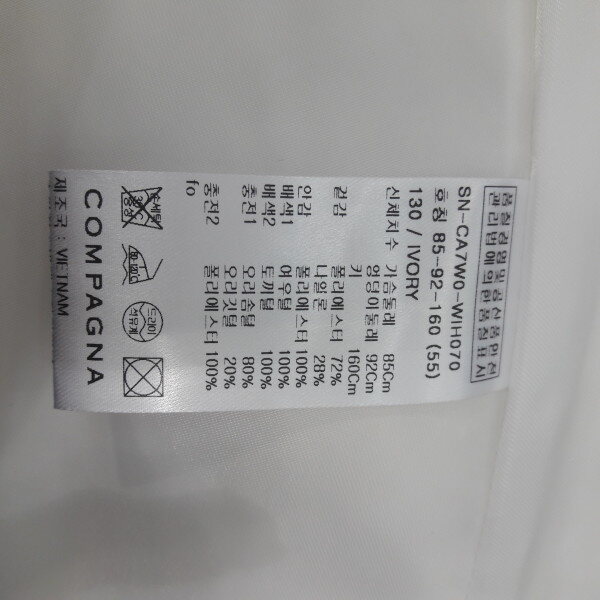 품질경영 및 공산품 안전
관리법에 의한 품질표시
SN-CA7W0-WIH070
호칭 85-92-160 (55)
130 / IVORY
신체치수 가슴둘레 85Cm
엉덩이둘레 92Cm
키 160Cm
겉감 폴리에스터 72%
나일론 28%
안감 폴리에스터 100%
배색1 여우털 100%
배색2 토끼털 100%
충전1 오리솜털 80%
오리깃털 20%
충전2 폴리에스터 100%
fo
손세탁
드라이
석유계
COMPAGNA
제조국 : VIETNAM